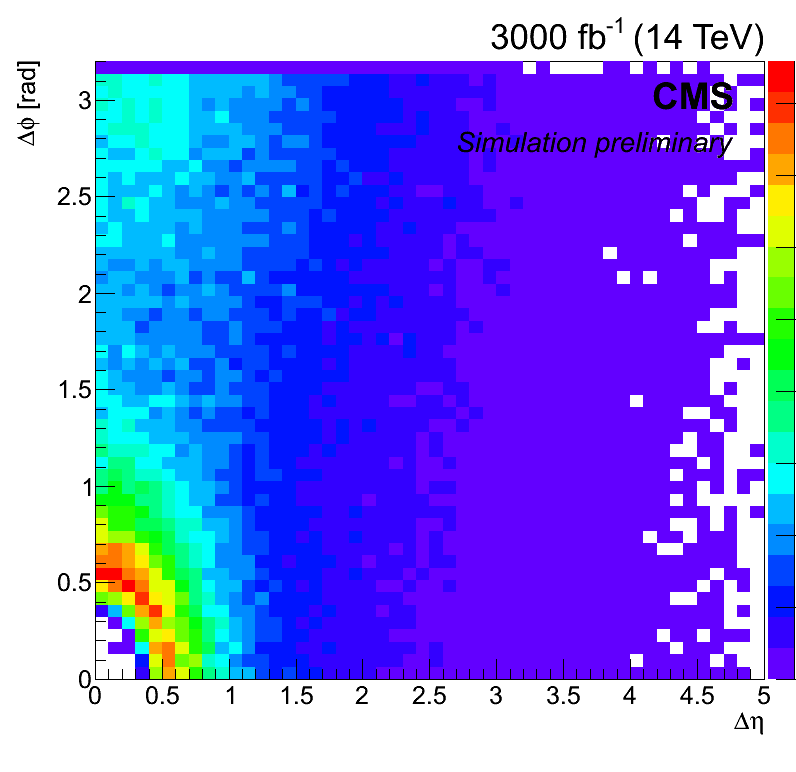 3000 fb-1 (14 TeV)
CMS
Simulation preliminary
Δϕ [rad]
3
2.5
2
1.5
1
0.5
0
0 0.5 1 1.5 2 2.5 3 3.5 4 4.5 5
Δη